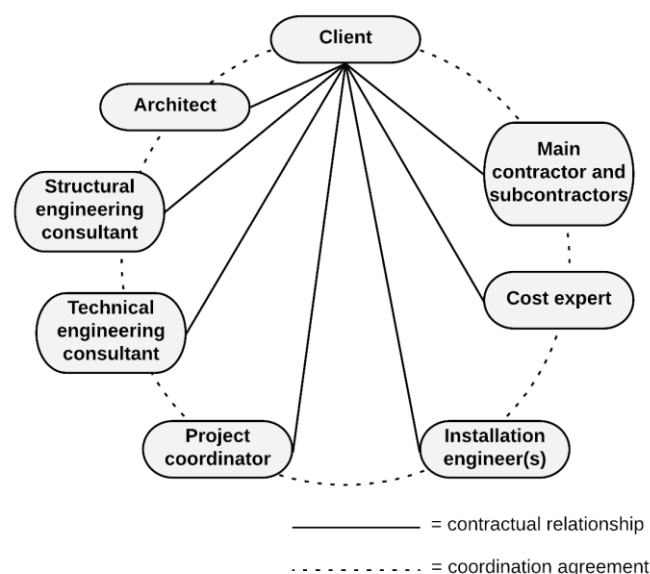 Client
Architect
Main
contractor and
subcontractors
Structural
engineering
consultant
Technical
engineering
consultant
Cost expert
Project
coordinator
Installation
engineer(s)
= contractual relationship
= coordination agreement